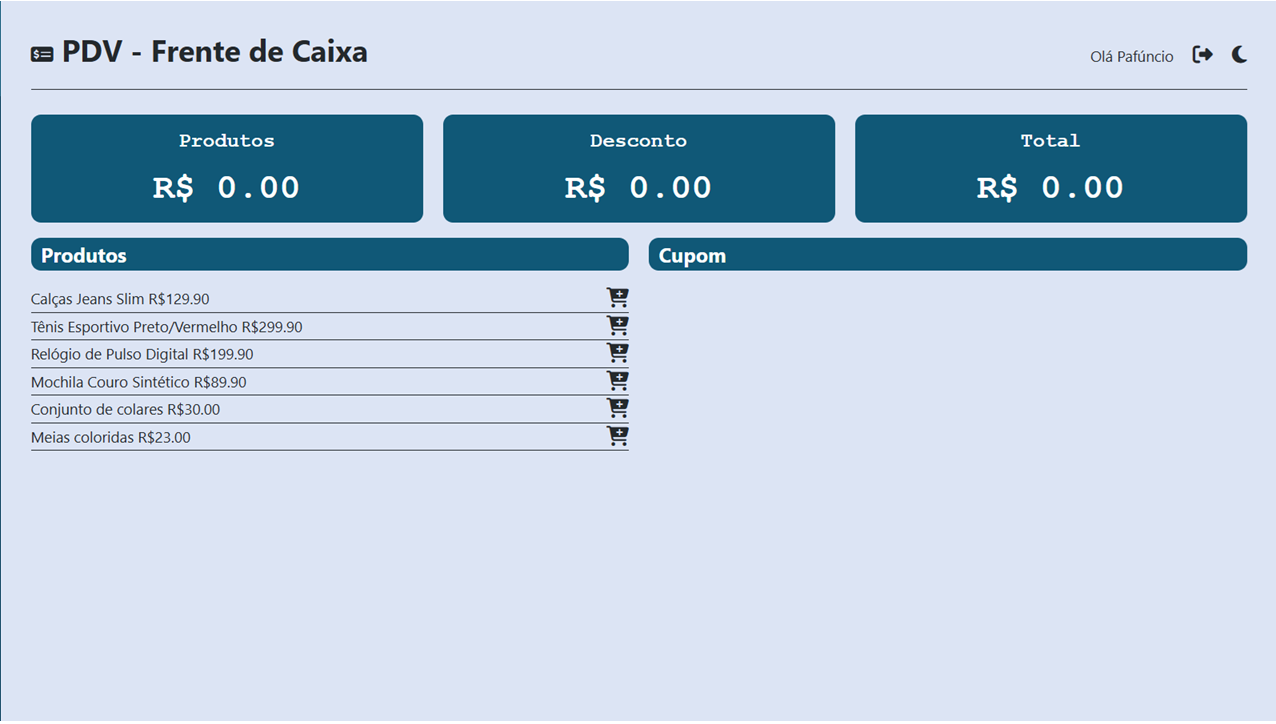 PDV - Frente de Caixa
Olá Pafúncio
Produtos
R$ 0.00
Desconto
R$ 0.00
Total
R$ 0.00
Produtos
Cupom
Calças Jeans Slim R$129.90
Tênis Esportivo Preto/Vermelho R$299.90
Relógio de Pulso Digital R$199.90
Mochila Couro Sintético R$89.90
Conjunto de colares R$30.00
Meias coloridas R$23.00